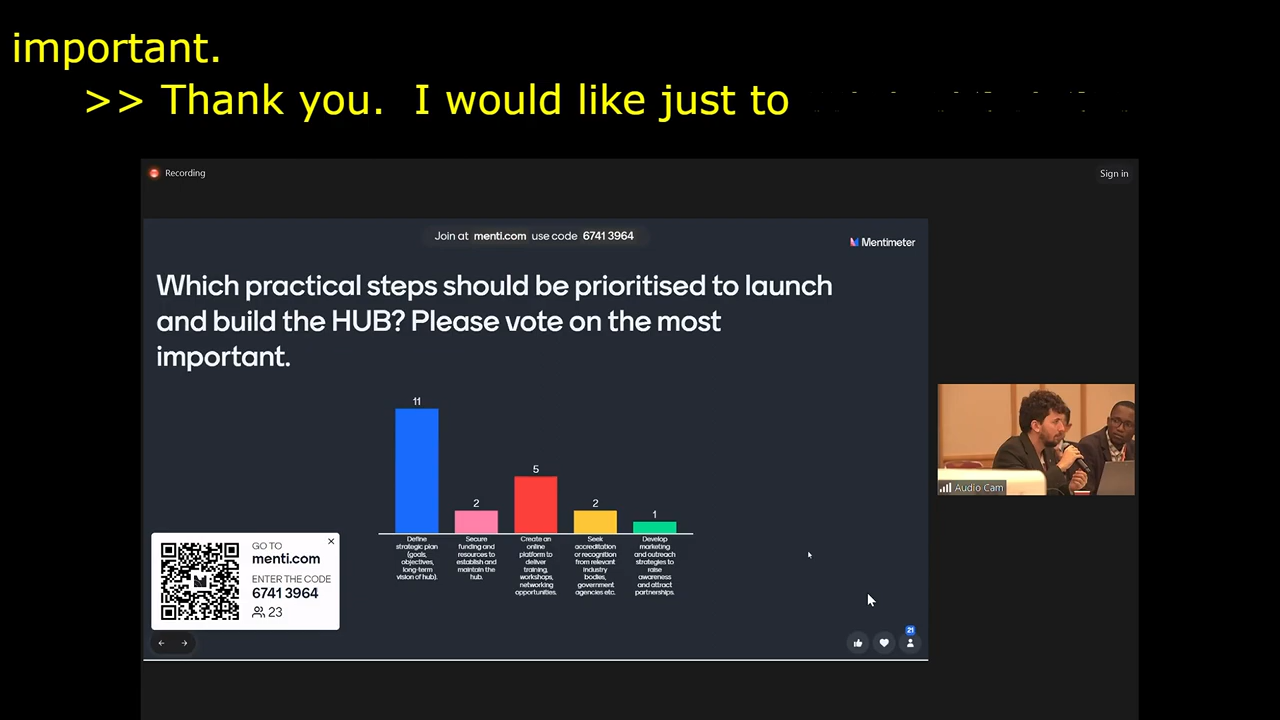 important.
>> Thank you. I would like just to
Recording
Sign in
Join at menti.com use code 6741 3964
Mentimeter
Which practical steps should be prioritised to launch
and build the HUB? Please vote on the most
important.
11
2
5
2
1
Define
strategic plan
(goals,
objectives,
long-term
vision of hub).
Secure
funding and
resources to
establish and
maintain the
hub.
Create an
online
platform to
deliver
training,
workshops,
networking
opportunities.
Seek
accreditation
or recognition
from relevant
industry
bodies,
government
agencies etc.
Develop
marketing
and outreach
strategies to
raise
awareness
and attract
partnerships.
GO TO
menti.com
ENTER THE CODE
6741 3964
23
21
Audio Cam